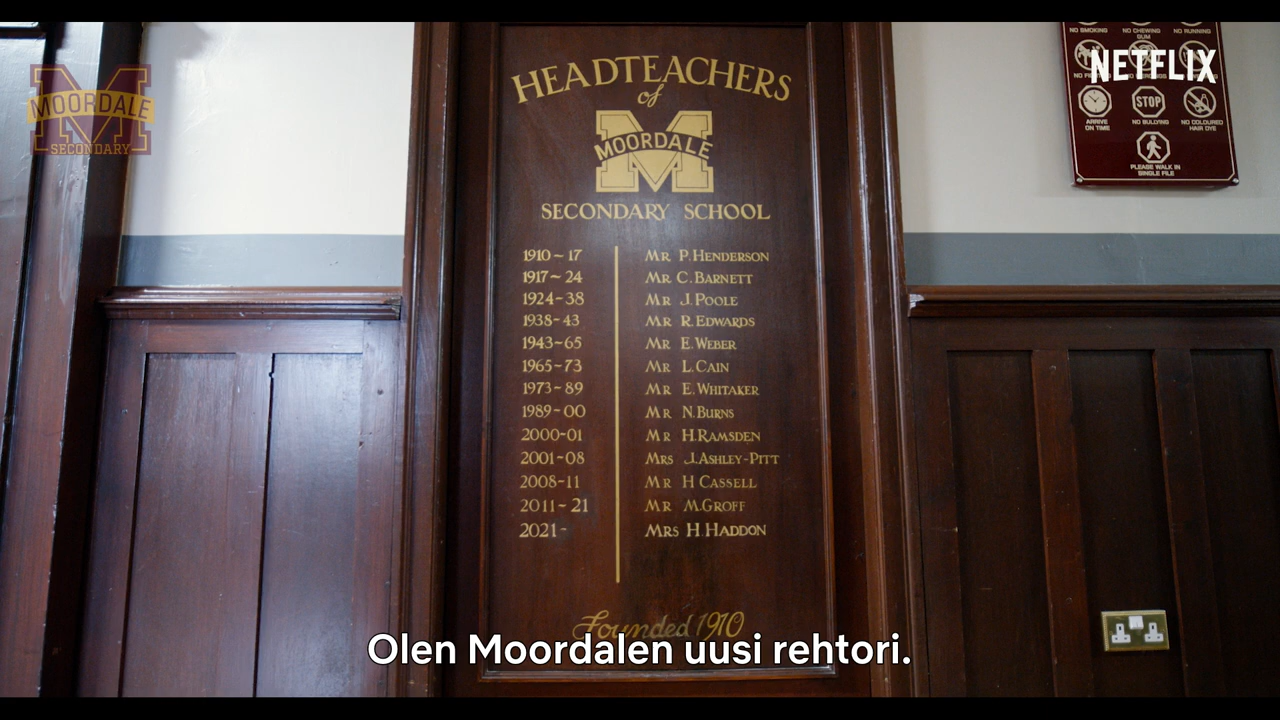 MOORDALE
SECONDARY
HEADTEACHERS
of
MOORDALE
SECONDARY SCHOOL
1910~17 Mr P. Henderson
1917~24 Mr C. Barnett
1924-38 Mr J. Poole
1938-43 Mr R. Edwards
1943-65 Mr E. Weber
1965-73 Mr L. Cain
1973-89 Mr E. Whitaker
1989-00 Mr N. Burns
2000-01 Mr H. Ramsden
2001-08 Mrs J. Ashley-Pitt
2008-11 Mr H Cassell
2011-21 Mr M. Groff
2021- Mrs H. Haddon
Founded 1910
NO SMOKING NO CHEWING GUM NO RUNNING
NETFLIX
ARRIVE ON TIME
STOP
NO BULLYING
NO COLOURED HAIR DYE
PLEASE WALK IN
SINGLE FILE
Olen Moordalen uusi rehtori.